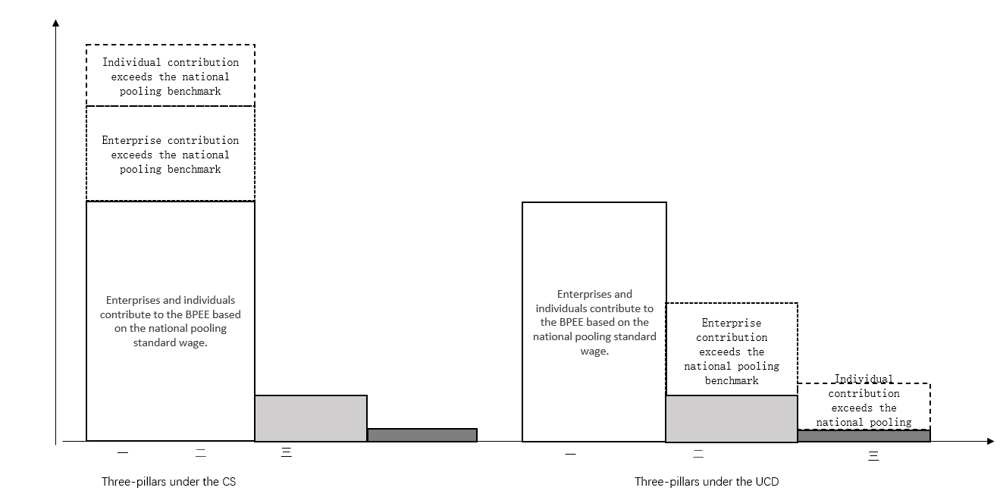 Individual contribution
exceeds the national
pooling benchmark
Enterprise contribution
exceeds the national
pooling benchmark
Enterprises and individuals
contribute to the BPEE based
on the national pooling
standard wage.
Enterprises and
individuals contribute to
the BPEE based on the
national pooling standard
wage.
Enterprise
contribution
exceeds the
national pooling
benchmark
Individual
contribution
exceeds the
national pooling
一 二 三
一 二 三
Three-pillars under the CS
Three-pillars under the UCD